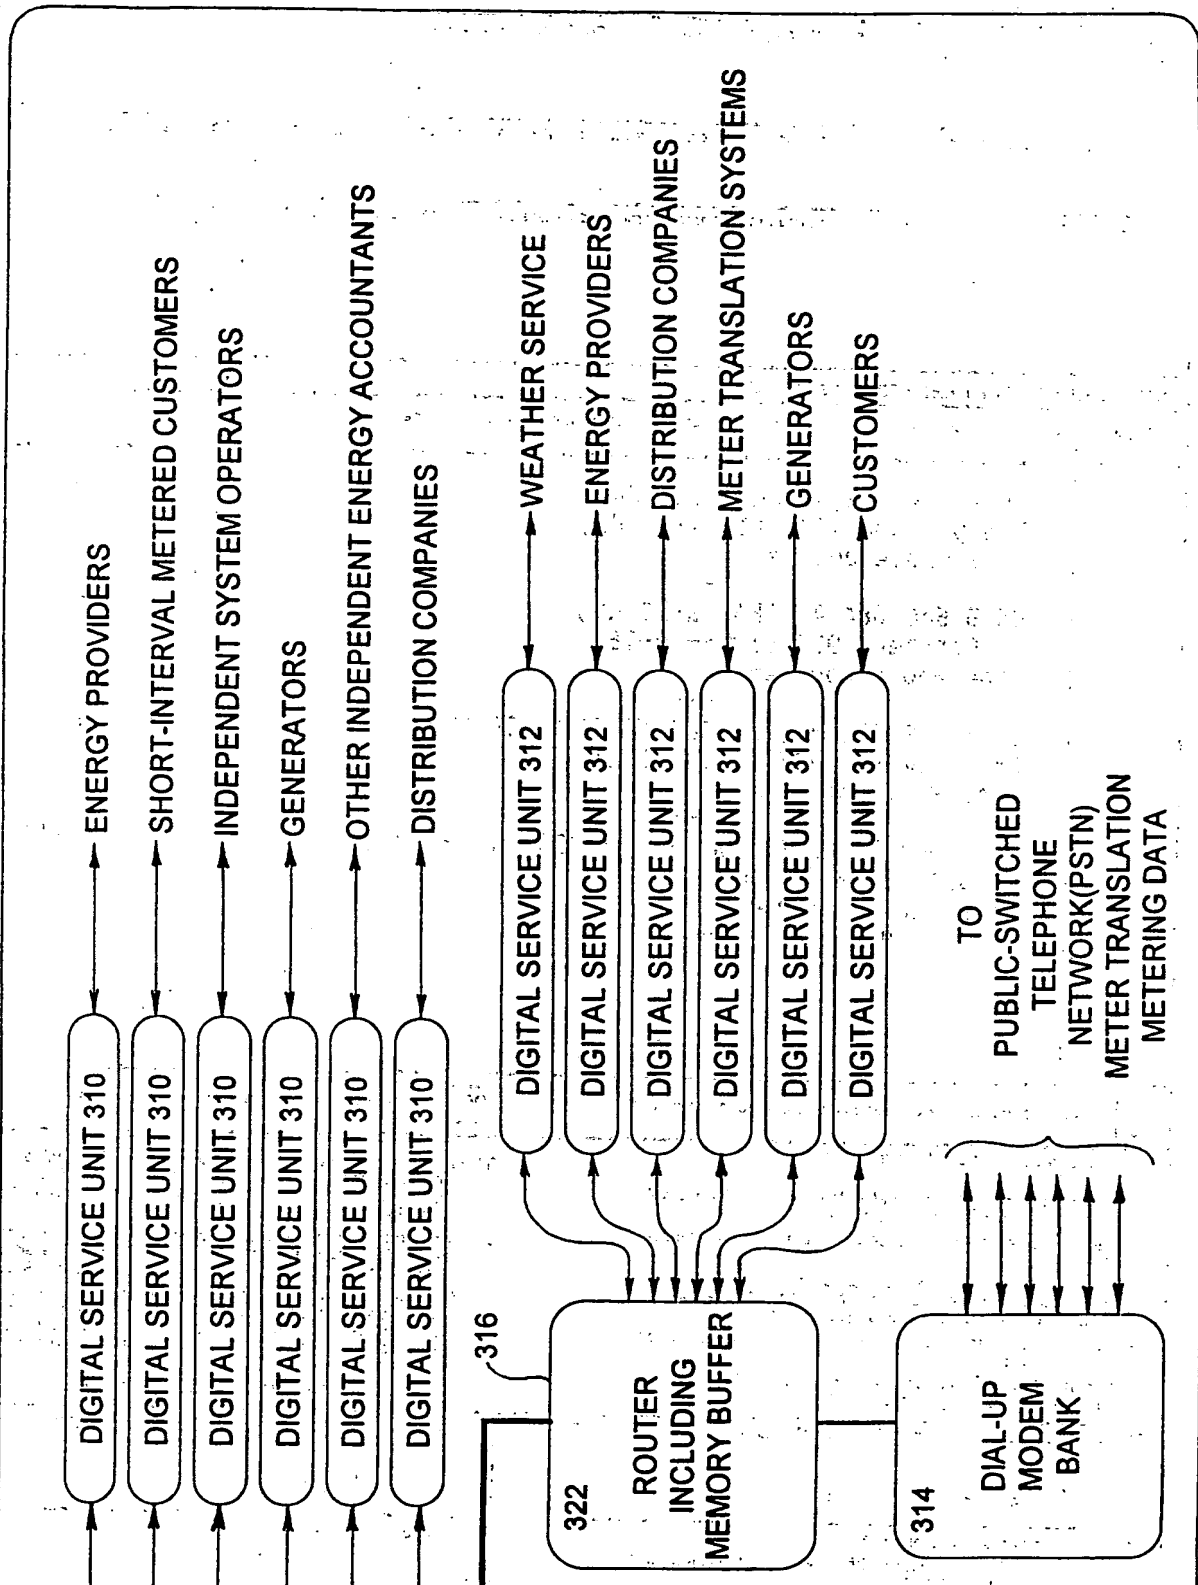 DIGITAL SERVICE UNIT 310
ENERGY PROVIDERS
DIGITAL SERVICE UNIT 310
SHORT-INTERVAL METERED CUSTOMERS
DIGITAL SERVICE UNIT 310
INDEPENDENT SYSTEM OPERATORS
DIGITAL SERVICE UNIT 310
GENERATORS
DIGITAL SERVICE UNIT 310
OTHER INDEPENDENT ENERGY ACCOUNTANTS
DIGITAL SERVICE UNIT 310
DISTRIBUTION COMPANIES
316
322
ROUTER
INCLUDING
MEMORY BUFFER
DIGITAL SERVICE UNIT 312
WEATHER SERVICE
DIGITAL SERVICE UNIT 312
ENERGY PROVIDERS
DIGITAL SERVICE UNIT 312
DISTRIBUTION COMPANIES
DIGITAL SERVICE UNIT 312
METER TRANSLATION SYSTEMS
DIGITAL SERVICE UNIT 312
GENERATORS
DIGITAL SERVICE UNIT 312
CUSTOMERS
314
DIAL-UP
MODEM
BANK
TO
PUBLIC-SWITCHED
TELEPHONE
NETWORK(PSTN)
METER TRANSLATION
METERING DATA